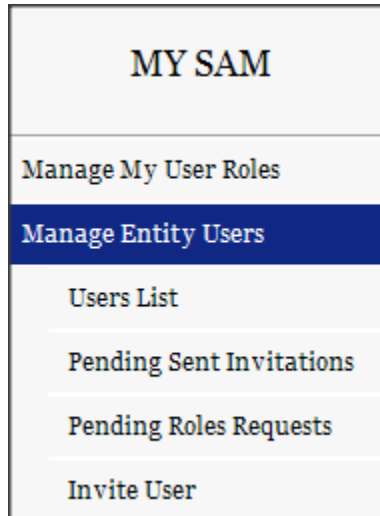 MY SAM
Manage My User Roles
Manage Entity Users
Users List
Pending Sent Invitations
Pending Roles Requests
Invite User